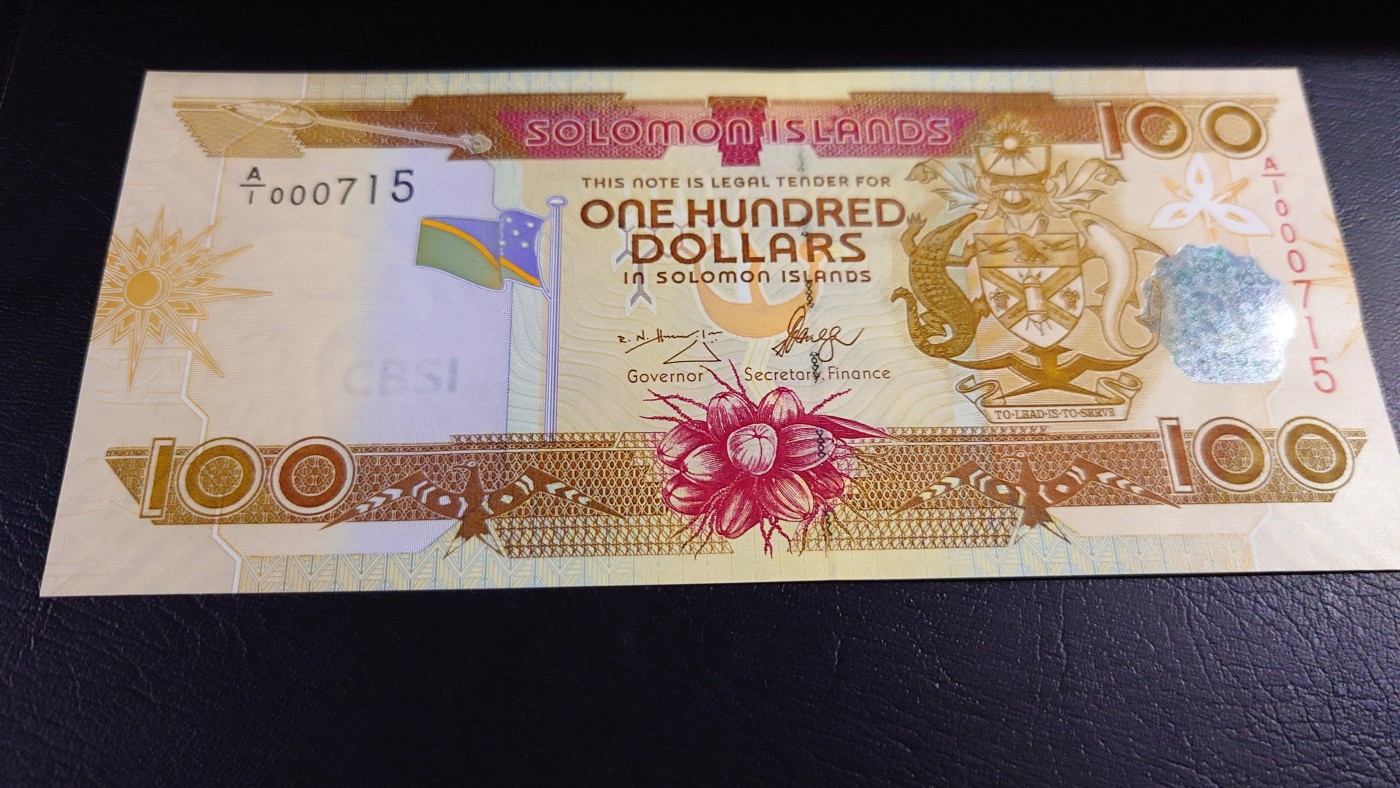 SOLOMON ISLANDS
100
A/1 000715
THIS NOTE IS LEGAL TENDER FOR
ONE HUNDRED
DOLLARS
IN SOLOMON ISLANDS
A/1 000715
CBSI
Governor
Secretary, Finance
TO·LEAD·IS·TO·SERVE
100
100